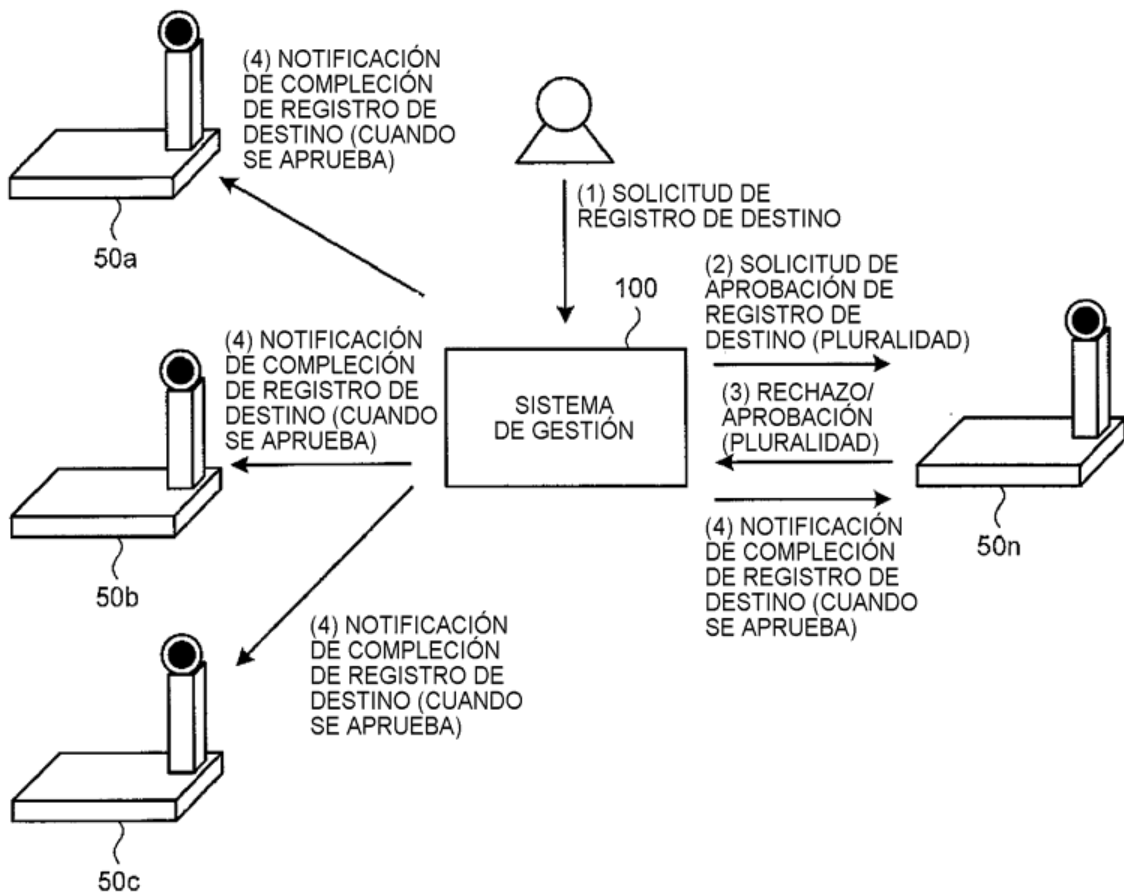 (4) NOTIFICACIÓN
DE COMPLECIÓN
DE REGISTRO DE
DESTINO (CUANDO
SE APRUEBA)
50a
(1) SOLICITUD DE
REGISTRO DE DESTINO
100
(2) SOLICITUD DE
APROBACIÓN DE
REGISTRO DE
DESTINO (PLURALIDAD)
(4) NOTIFICACIÓN
DE COMPLECIÓN
DE REGISTRO DE
DESTINO (CUANDO
SE APRUEBA)
50b
SISTEMA
DE GESTIÓN
(3) RECHAZO/
APROBACIÓN
(PLURALIDAD)
50n
(4) NOTIFICACIÓN
DE COMPLECIÓN
DE REGISTRO DE
DESTINO (CUANDO
SE APRUEBA)
(4) NOTIFICACIÓN
DE COMPLECIÓN
DE REGISTRO DE
DESTINO (CUANDO
SE APRUEBA)
50c